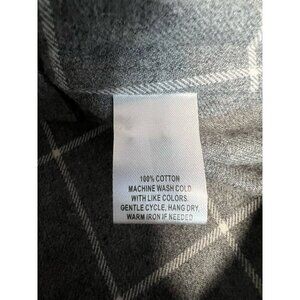 100% COTTON
MACHINE WASH COLD
WITH LIKE COLORS
GENTLE CYCLE, HANG DRY,
WARM IRON IF NEEDED